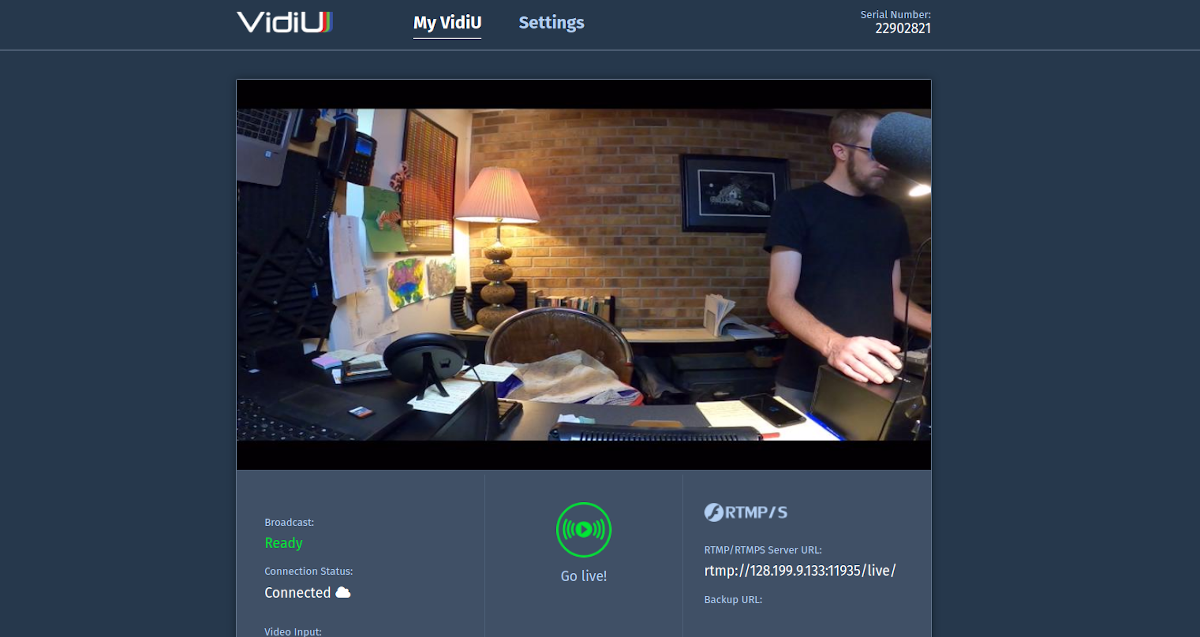 VidiU
My VidiU
Settings
Serial Number:
22902821
Broadcast:
Ready
Connection Status:
Connected
Video Input:
Go live!
RTMP/S
RTMP/RTMPS Server URL:
rtmp://128.199.9.133:11935/live/
Backup URL: